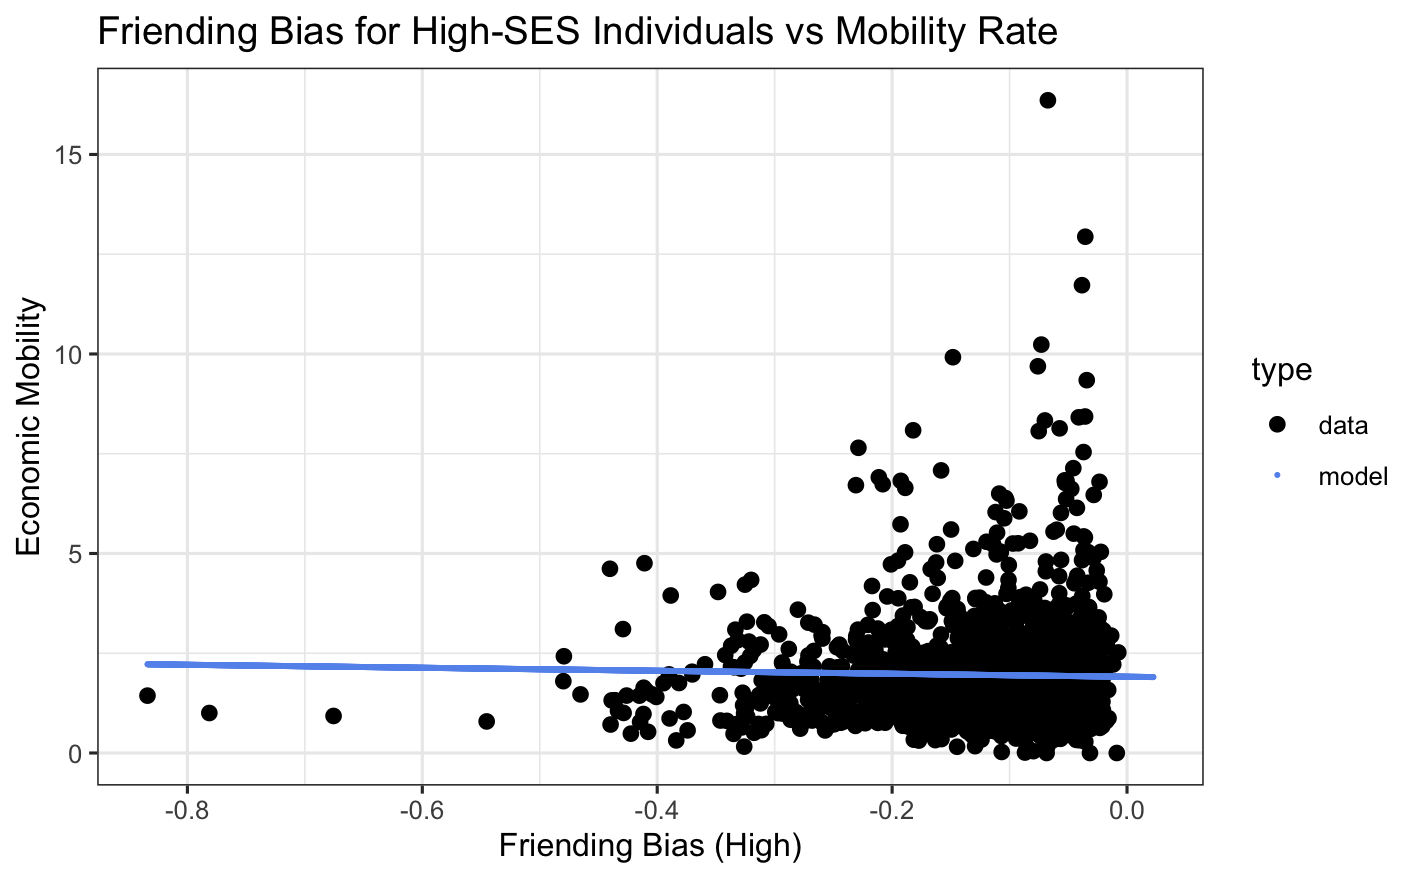 Friending Bias for High-SES Individuals vs Mobility Rate
15
10
5
0
Economic Mobility
-0.8
-0.6
-0.4
-0.2
0.0
Friending Bias (High)
type
data
model